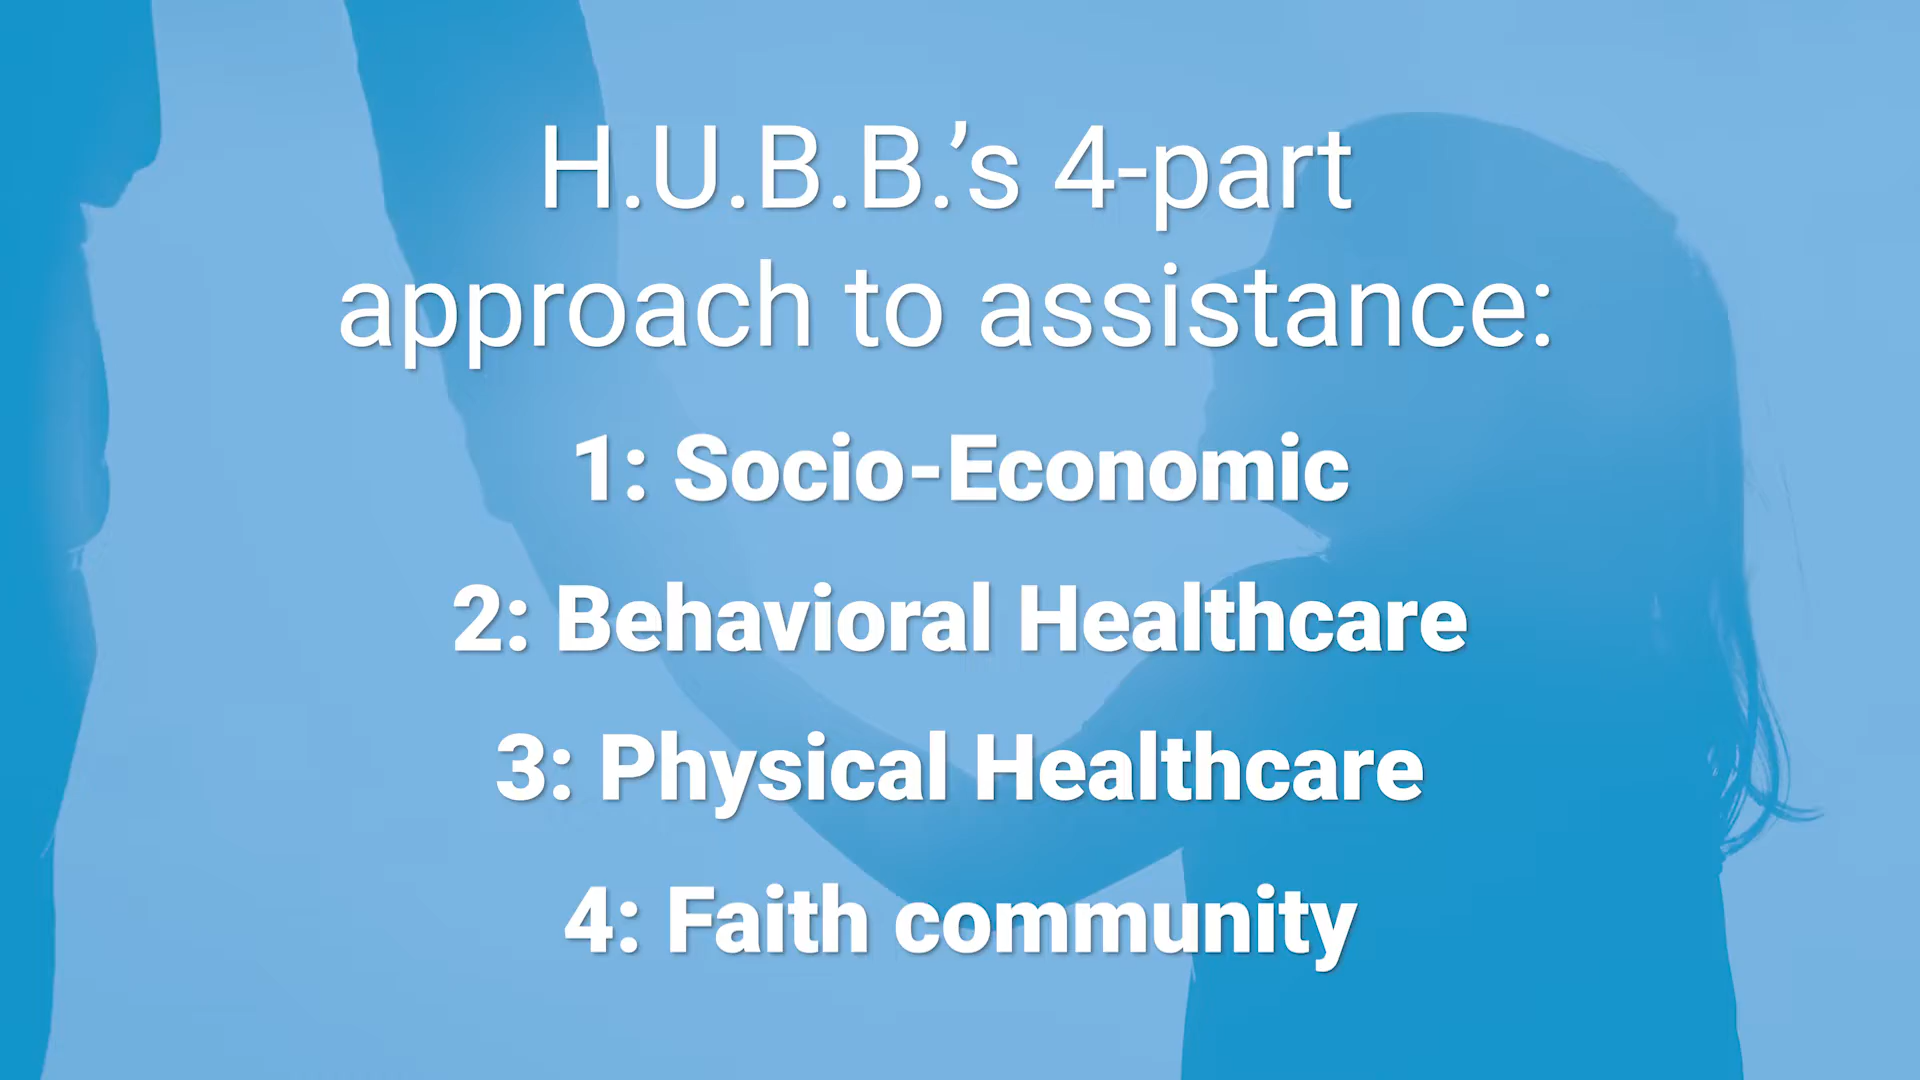 H.U.B.B.’s 4-part
approach to assistance:
1: Socio-Economic
2: Behavioral Healthcare
3: Physical Healthcare
4: Faith community